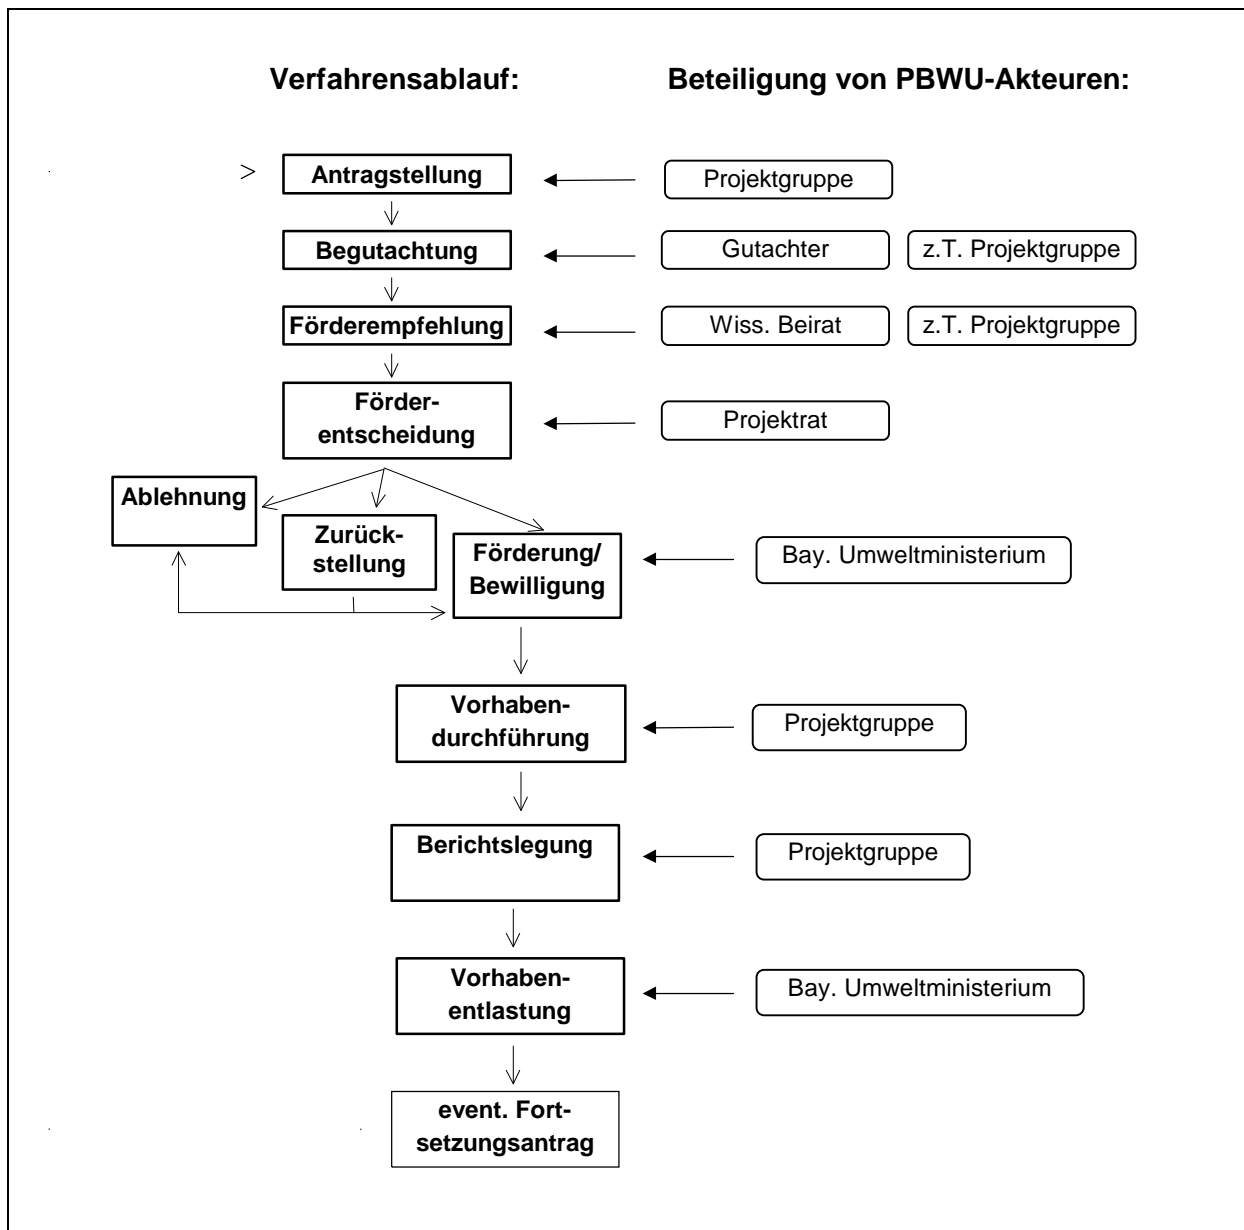 Verfahrensablauf: Beteiligung von PBWU-Akteuren:
> Antragstellung Projektgruppe
Begutachtung Gutachter z.T. Projektgruppe
Förderempfehlung Wiss. Beirat z.T. Projektgruppe
Förder-
entscheidung Projektrat
Ablehnung
Zurück-
stellung
Förderung/
Bewilligung
Bay. Umweltministerium
Vorhaben-
durchführung
Projektgruppe
Berichtslegung Projektgruppe
Vorhaben-
entlastung
Bay. Umweltministerium
event. Fort-
setzungsantrag